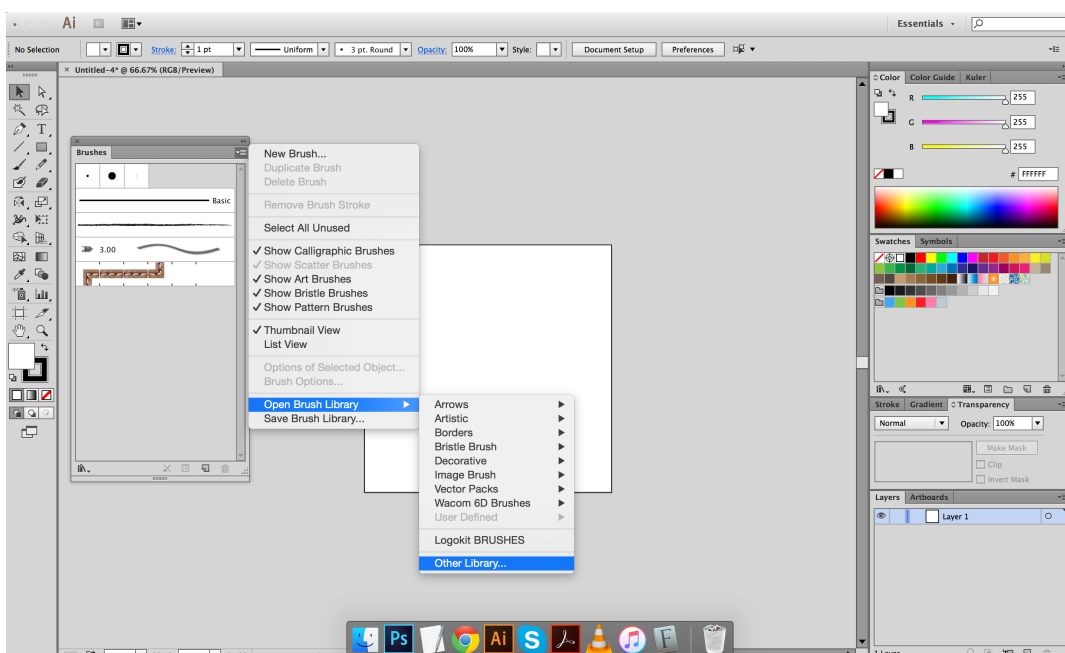 Ai Br
Essentials
No Selection Stroke: 1 pt Uniform 3 pt. Round Opacity: 100% Style: Document Setup Preferences
× Untitled-4* @ 66.67% (RGB/Preview)
Brushes
Basic
3.00
New Brush...
Duplicate Brush
Delete Brush
Remove Brush Stroke
Select All Unused
✓ Show Calligraphic Brushes
✓ Show Scatter Brushes
✓ Show Art Brushes
✓ Show Bristle Brushes
✓ Show Pattern Brushes
✓ Thumbnail View
List View
Options of Selected Object...
Brush Options...
Open Brush Library
Save Brush Library...
Arrows
Artistic
Borders
Bristle Brush
Decorative
Image Brush
Vector Packs
Wacom 6D Brushes
User Defined
Logokit BRUSHES
Other Library...
Color Color Guide Kuler
R 255
G 255
B 255
# FFFFFF
Swatches Symbols
Stroke Gradient Transparency
Normal Opacity: 100%
Make Mask
Clip
Invert Mask
Layers Artboards
Layer 1
1 Layer
Ps Ai S F